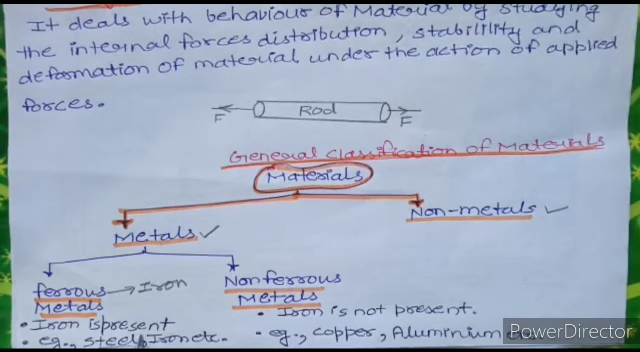 It deals with behaviour of Material by studying
the internal forces distribution, stabilility and
deformation of material under the action of applied
forces.
F Rod F
General Classification of Materials
Materials
Metals
Non-metals
ferrous → Iron
Metals
Nonferrous
Metals
• Iron is present
• eg., steel, Iron etc.
• Iron is not present.
• eg., copper, Aluminium
PowerDirector